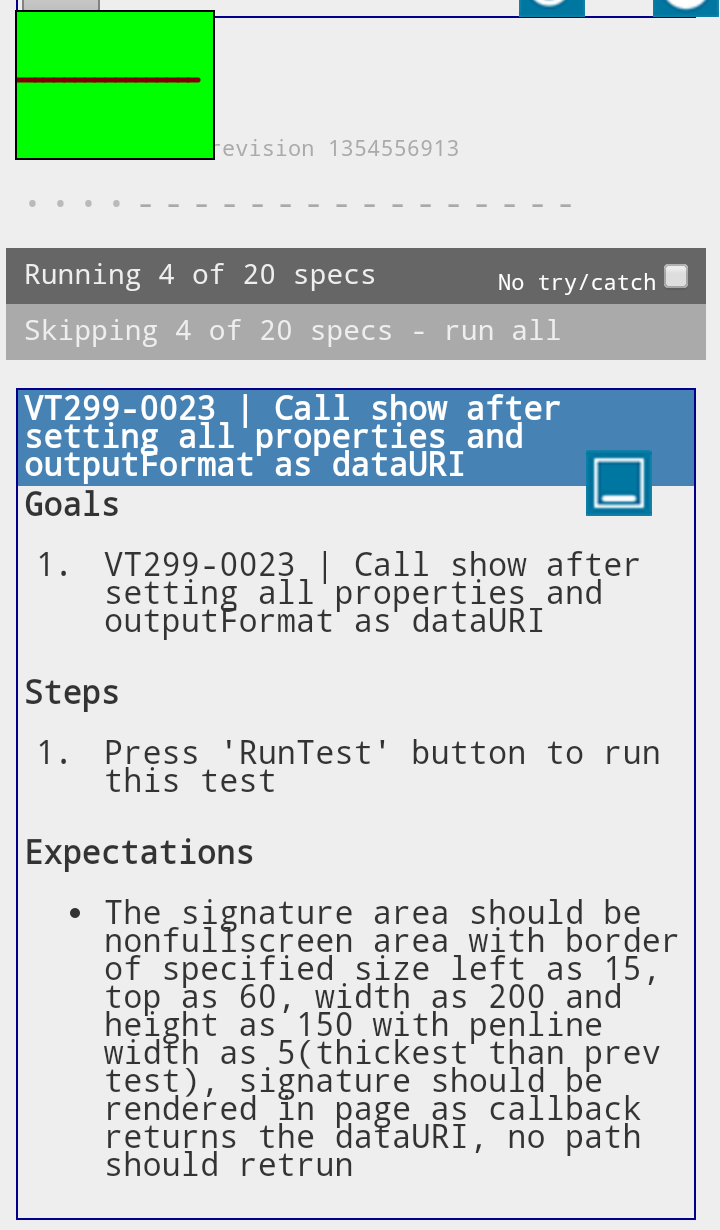 revision 1354556913
Running 4 of 20 specs
No try/catch
Skipping 4 of 20 specs - run all
VT299-0023 | Call show after
setting all properties and
outputFormat as dataURI
Goals
1. VT299-0023 | Call show after
setting all properties and
outputFormat as dataURI
Steps
1. Press 'RunTest' button to run
this test
Expectations
• The signature area should be
nonfullscreen area with border
of specified size left as 15,
top as 60, width as 200 and
height as 150 with penline
width as 5(thickest than prev
test), signature should be
rendered in page as callback
returns the dataURI, no path
should retrun